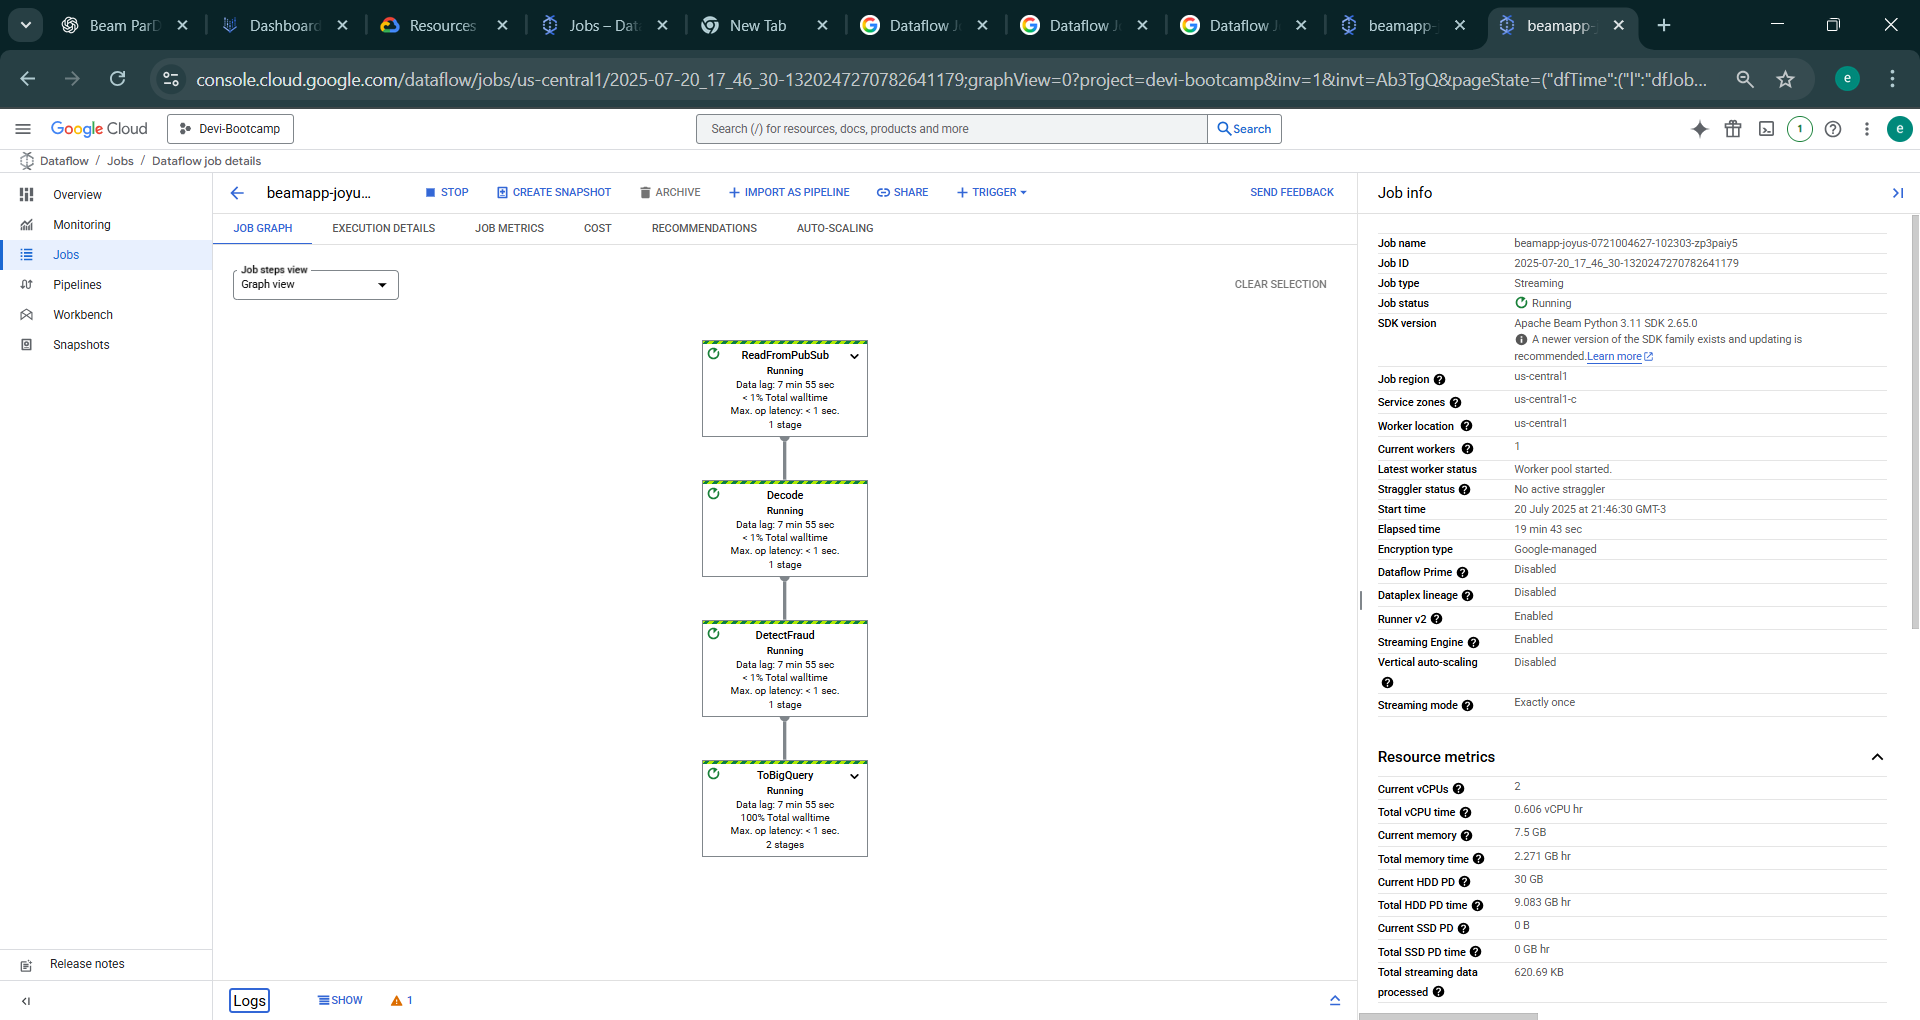 Beam ParD
Dashboard
Resources
Jobs – Dat
New Tab
Dataflow J
Dataflow J
Dataflow J
beamapp-
beamapp-
console.cloud.google.com/dataflow/jobs/us-central1/2025-07-20_17_46_30-1320247270782641179;graphView=0?project=devi-bootcamp&inv=1&invt=Ab3TgQ&pageState=("dfTime":("l":"dfJob...
e
Google Cloud
Devi-Bootcamp
Search (/) for resources, docs, products and more
Search
1
e
Dataflow / Jobs / Dataflow job details
Overview
Monitoring
Jobs
Pipelines
Workbench
Snapshots
Release notes
beamapp-joyu...
STOP
CREATE SNAPSHOT
ARCHIVE
IMPORT AS PIPELINE
SHARE
TRIGGER
SEND FEEDBACK
JOB GRAPH
EXECUTION DETAILS
JOB METRICS
COST
RECOMMENDATIONS
AUTO-SCALING
Job steps view
Graph view
CLEAR SELECTION
ReadFromPubSub
Running
Data lag: 7 min 55 sec
< 1% Total walltime
Max. op latency: < 1 sec.
1 stage
Decode
Running
Data lag: 7 min 55 sec
<1% Total walltime
Max. op latency: < 1 sec.
1 stage
DetectFraud
Running
Data lag: 7 min 55 sec
< 1% Total walltime
Max. op latency: < 1 sec.
1 stage
ToBigQuery
Running
Data lag: 7 min 55 sec
100% Total walltime
Max. op latency: < 1 sec.
2 stages
Logs
SHOW
1
Job info
Job name beamapp-joyus-0721004627-102303-zp3paiy5
Job ID 2025-07-20_17_46_30-1320247270782641179
Job type Streaming
Job status Running
SDK version Apache Beam Python 3.11 SDK 2.65.0
A newer version of the SDK family exists and updating is
recommended.Learn more
Job region us-central1
Service zones us-central1-c
Worker location us-central1
Current workers 1
Latest worker status Worker pool started.
Straggler status No active straggler
Start time 20 July 2025 at 21:46:30 GMT-3
Elapsed time 19 min 43 sec
Encryption type Google-managed
Dataflow Prime Disabled
Dataplex lineage Disabled
Runner v2 Enabled
Streaming Engine Enabled
Vertical auto-scaling Disabled
Streaming mode Exactly once
Resource metrics
Current vCPUs 2
Total vCPU time 0.606 vCPU hr
Current memory 7.5 GB
Total memory time 2.271 GB hr
Current HDD PD 30 GB
Total HDD PD time 9.083 GB hr
Current SSD PD 0 B
Total SSD PD time 0 GB hr
Total streaming data 620.69 KB
processed